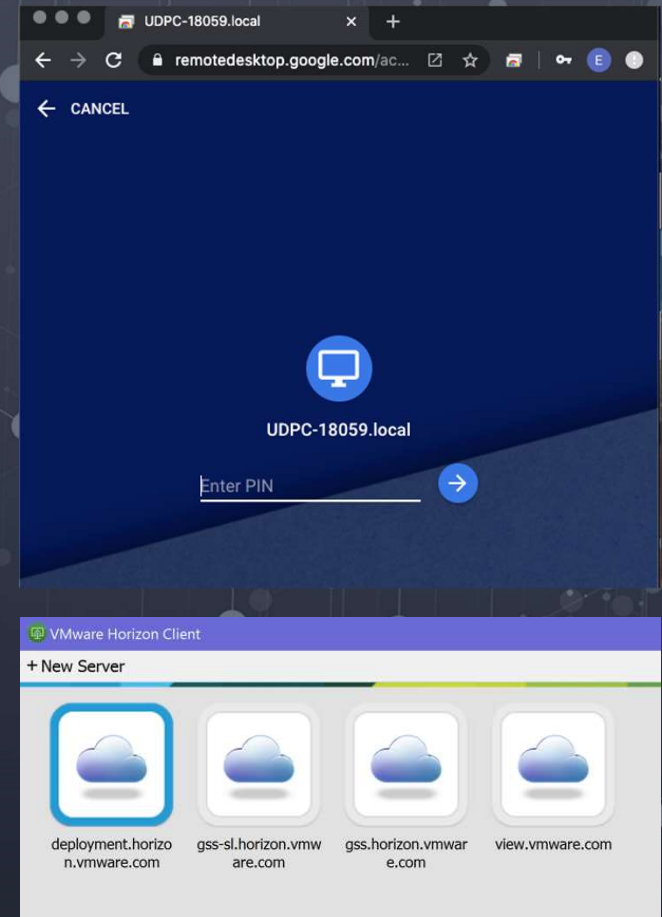 UDPC-18059.local
remotedesktop.google.com/ac...
E
CANCEL
UDPC-18059.local
Enter PIN
VMware Horizon Client
+ New Server
deployment.horizo
n.vmware.com
gss-sl.horizon.vmw
are.com
gss.horizon.vmwar
e.com
view.vmware.com